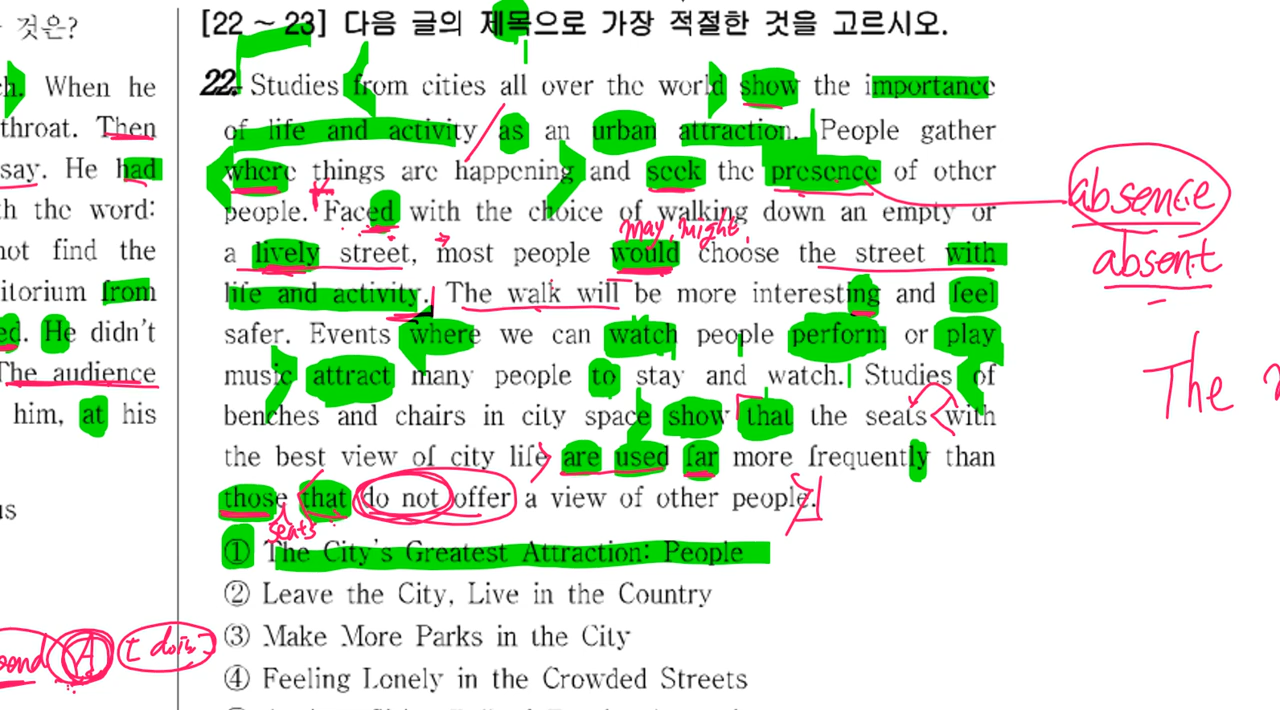 것은?
ch. When he
throat. Then
say. He had
th the word:
not find the
itorium from
ed. He didn't
The audience
him, at his
us
[22 ~ 23] 다음 글의 제목으로 가장 적절한 것을 고르시오.
22. Studies from cities all over the world show the importance
of life and activity as an urban attraction. People gather
where things are happening and seek the presence of other
people. Faced with the choice of walking down an empty or
may, might,
a lively street, most people would choose the street with
life and activity. The walk will be more interesting and feel
safer. Events where we can watch people perform or play
music attract many people to stay and watch. Studies of
benches and chairs in city space show that the seats with
the best view of city life are used far more frequently than
those that do not offer a view of other people.
seats
① The City's Greatest Attraction: People
② Leave the City, Live in the Country
③ Make More Parks in the City
④ Feeling Lonely in the Crowded Streets
absence
absent
The
A